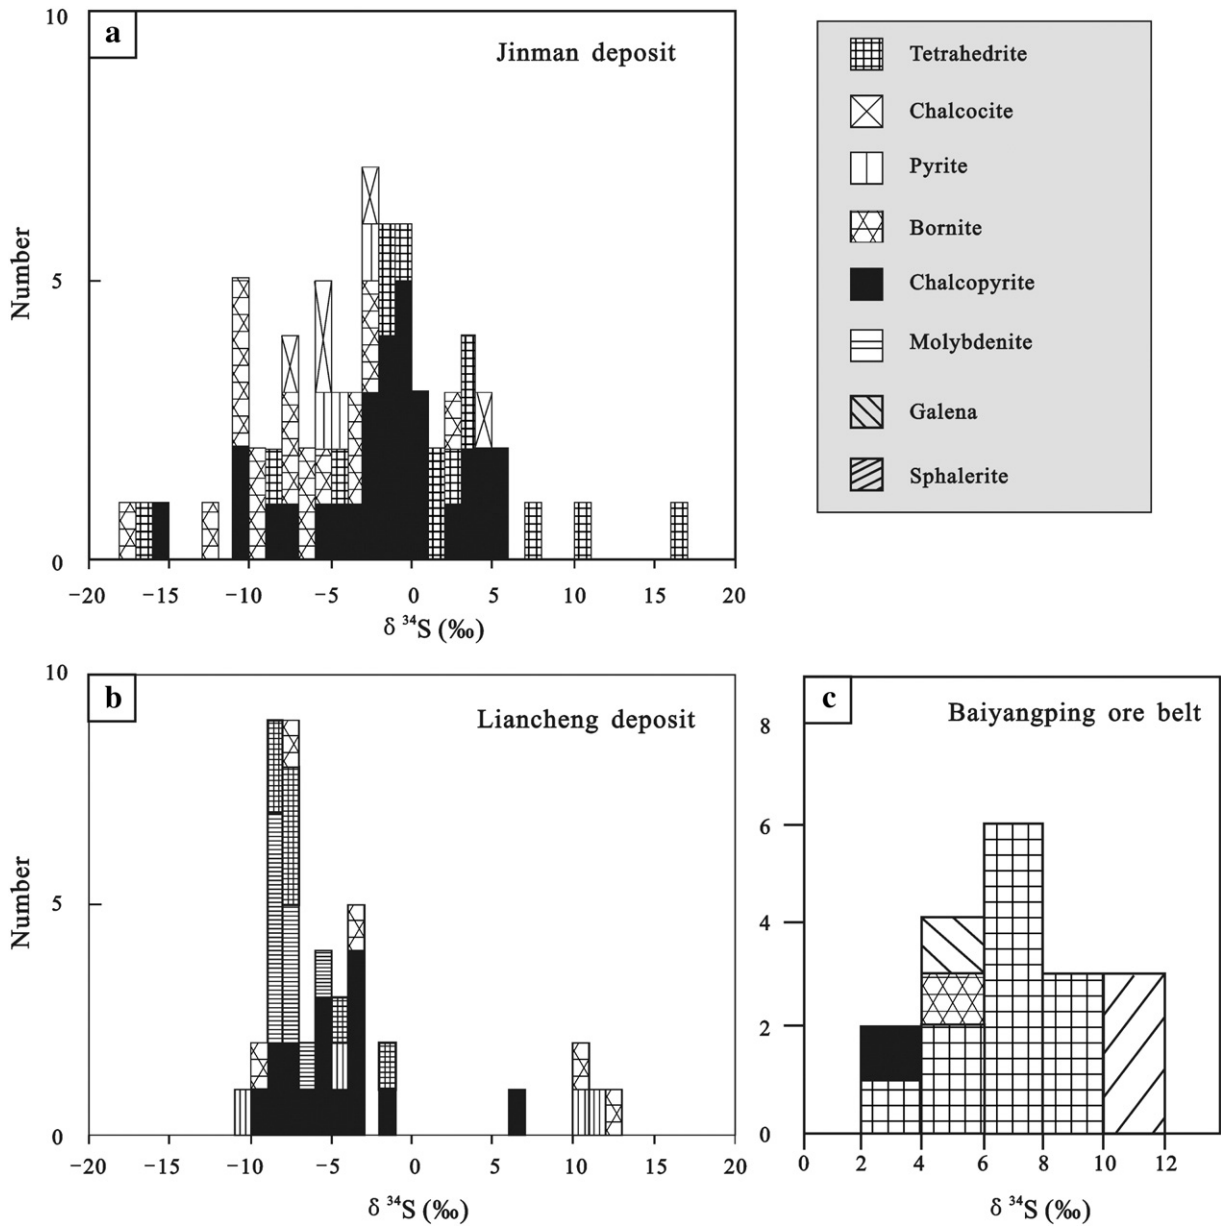 a
Jinman deposit
10
5
0
Number
−20 −15 −10 −5 0 5 10 15 20
δ ³⁴S (‰)
Tetrahedrite
Chalcocite
Pyrite
Bornite
Chalcopyrite
Molybdenite
Galena
Sphalerite
b
Liancheng deposit
10
5
0
Number
−20 −15 −10 −5 0 5 10 15 20
δ ³⁴S (‰)
c
Baiyangping ore belt
8
6
4
2
0
0 2 4 6 8 10 12
δ ³⁴S (‰)